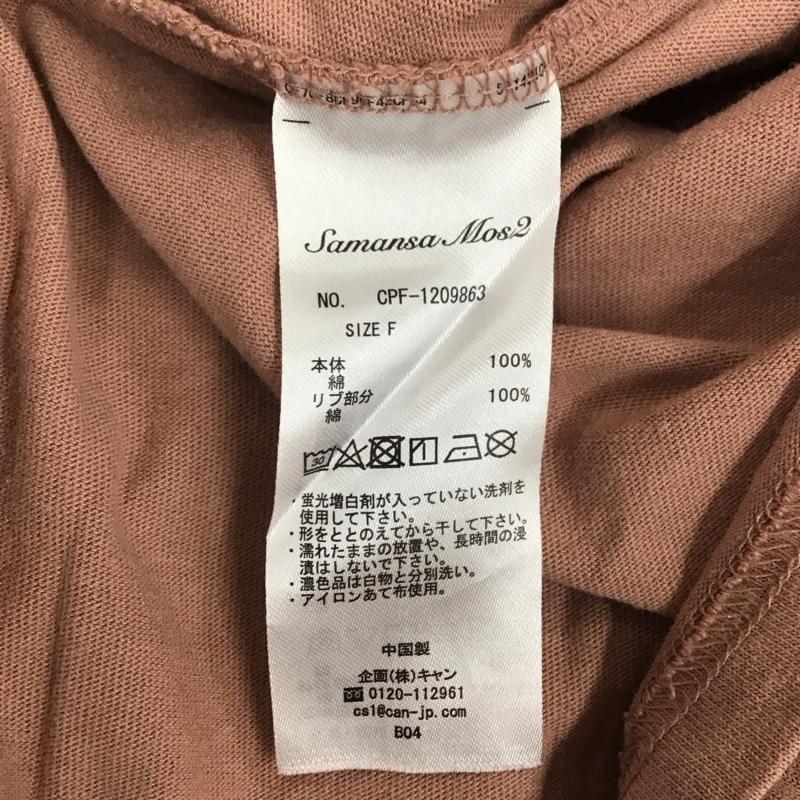 Samansa Mos2
NO. CPF-1209863
SIZE F
本体 100%
綿
リブ部分 100%
綿
30
・蛍光増白剤が入っていない洗剤を
使用して下さい。
・形をととのえてから干して下さい。
・濡れたままの放置や、長時間の浸
漬はしないで下さい。
・濃色品は白物と分別洗い。
・アイロンあて布使用。
中国製
企画(株)キャン
0120-112961
cs1@can-jp.com
B04